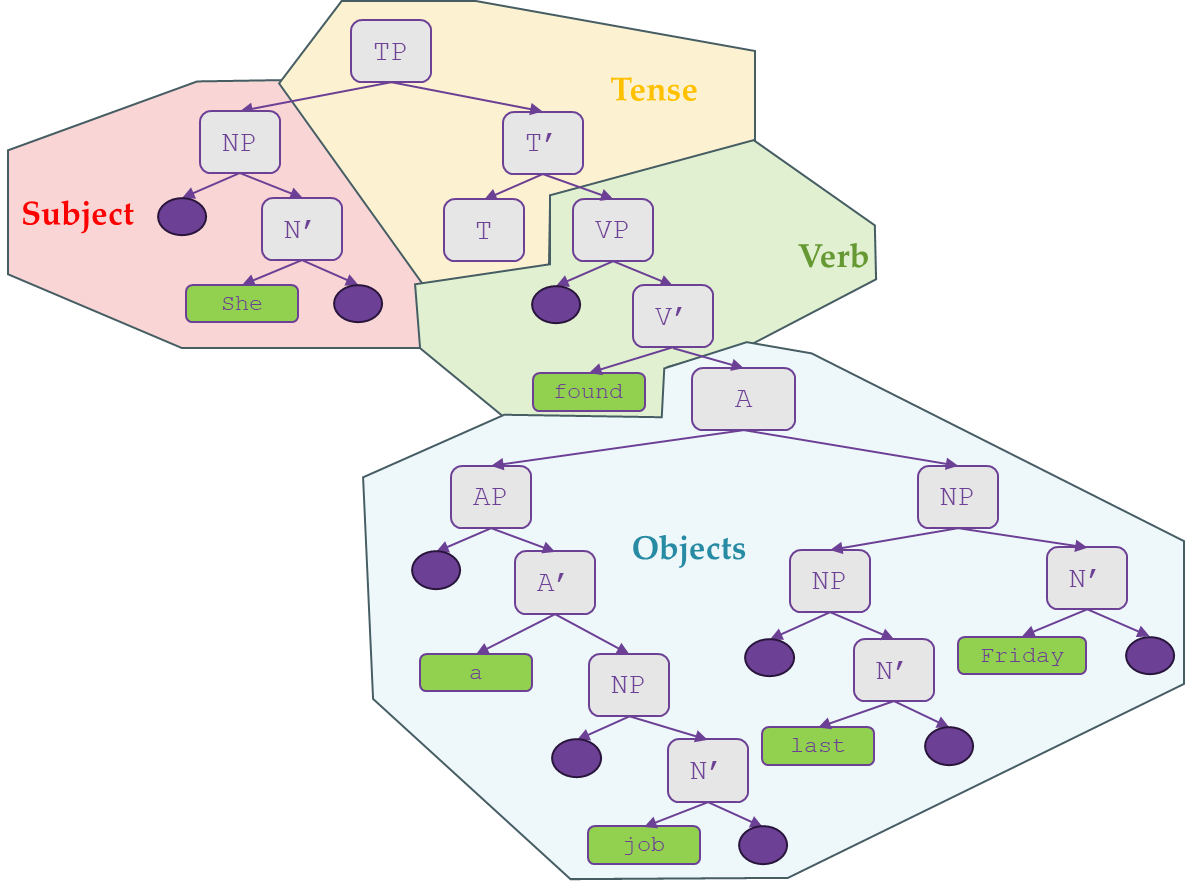 TP
Tense
NP
T’
Subject
N’
T
VP
Verb
She
V’
found
A
AP
NP
Objects
A’
NP
N’
a
NP
N’
Friday
N’
last
job